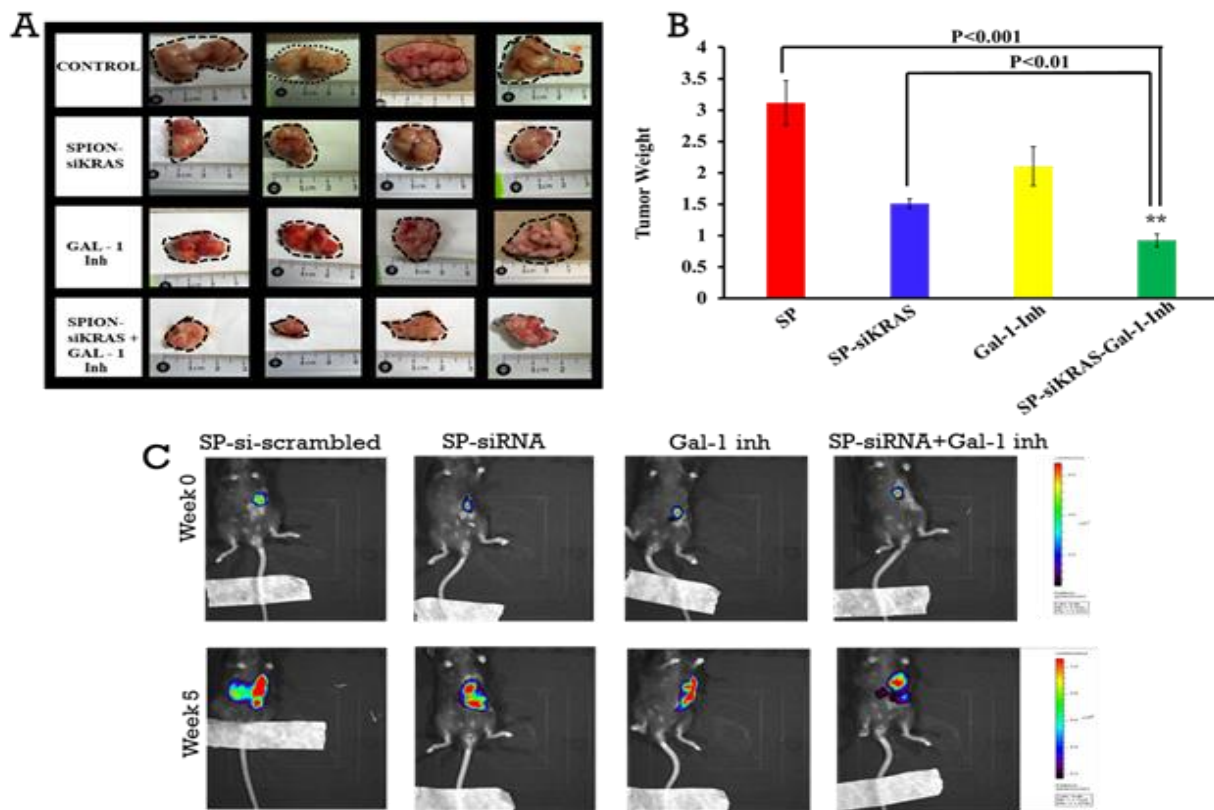 A
CONTROL
SPION-
siKRAS
GAL - 1
Inh
SPION-
siKRAS +
GAL - 1
Inh
B
P<0.001
P<0.01
Tumor Weight
4
3.5
3
2.5
2
1.5
1
0.5
0
**
SP
SP-siKRAS
Gal-1-Inh
SP-siKRAS-Gal-1-Inh
C
SP-si-scrambled
SP-siRNA
Gal-1 inh
SP-siRNA+Gal-1 inh
Week 0
Week 5